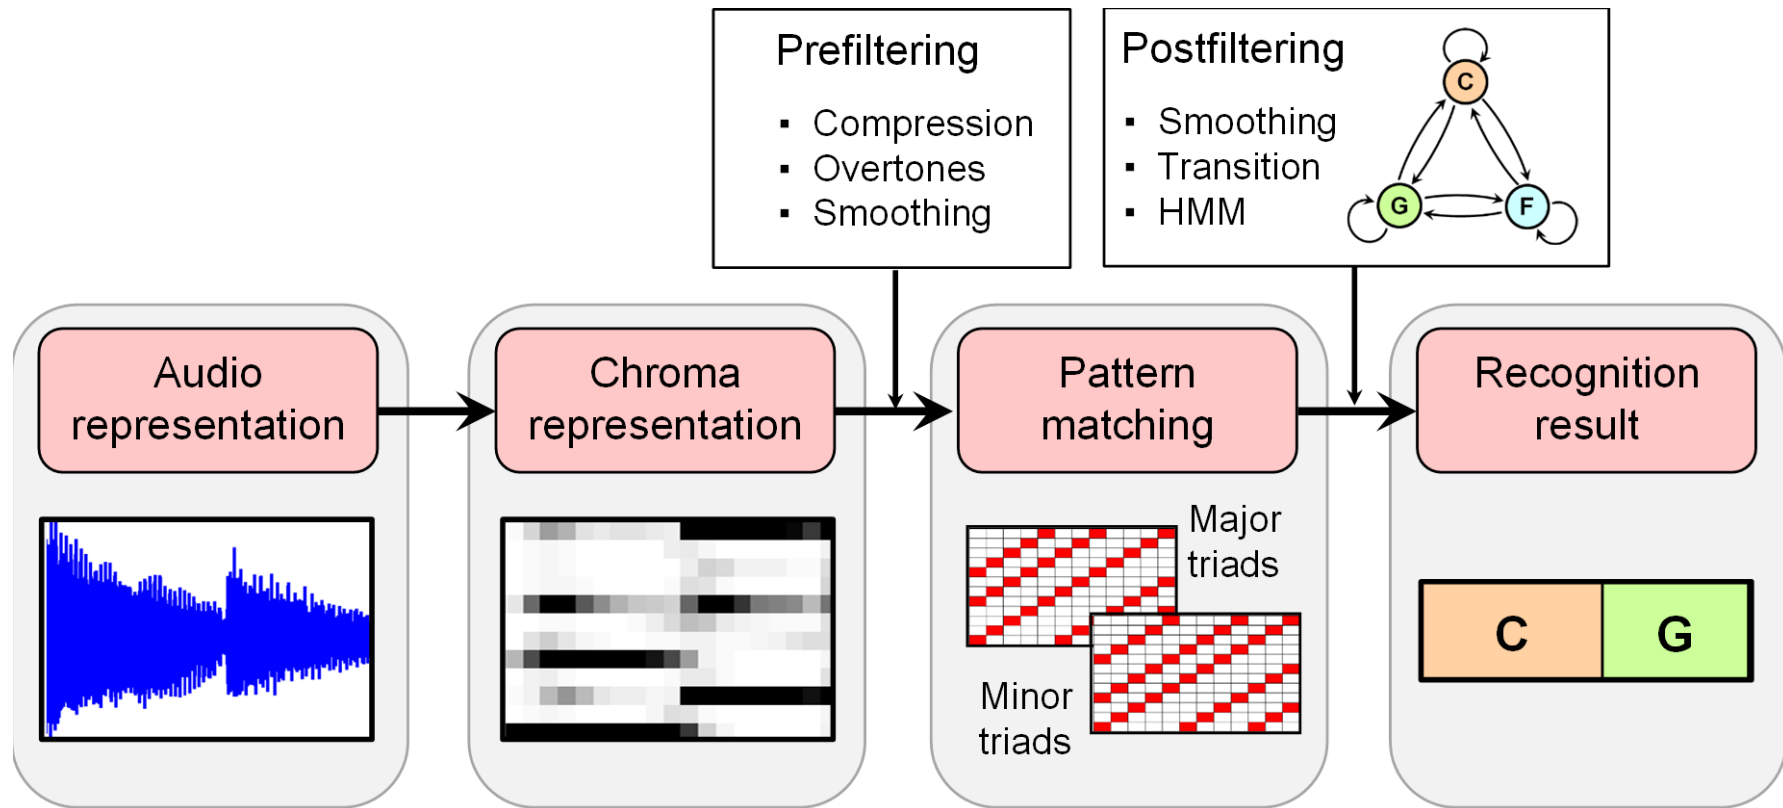 Prefiltering
▪ Compression
▪ Overtones
▪ Smoothing
Postfiltering
▪ Smoothing
▪ Transition
▪ HMM
C
G
F
Audio
representation
Chroma
representation
Pattern
matching
Recognition
result
Major
triads
Minor
triads
C
G